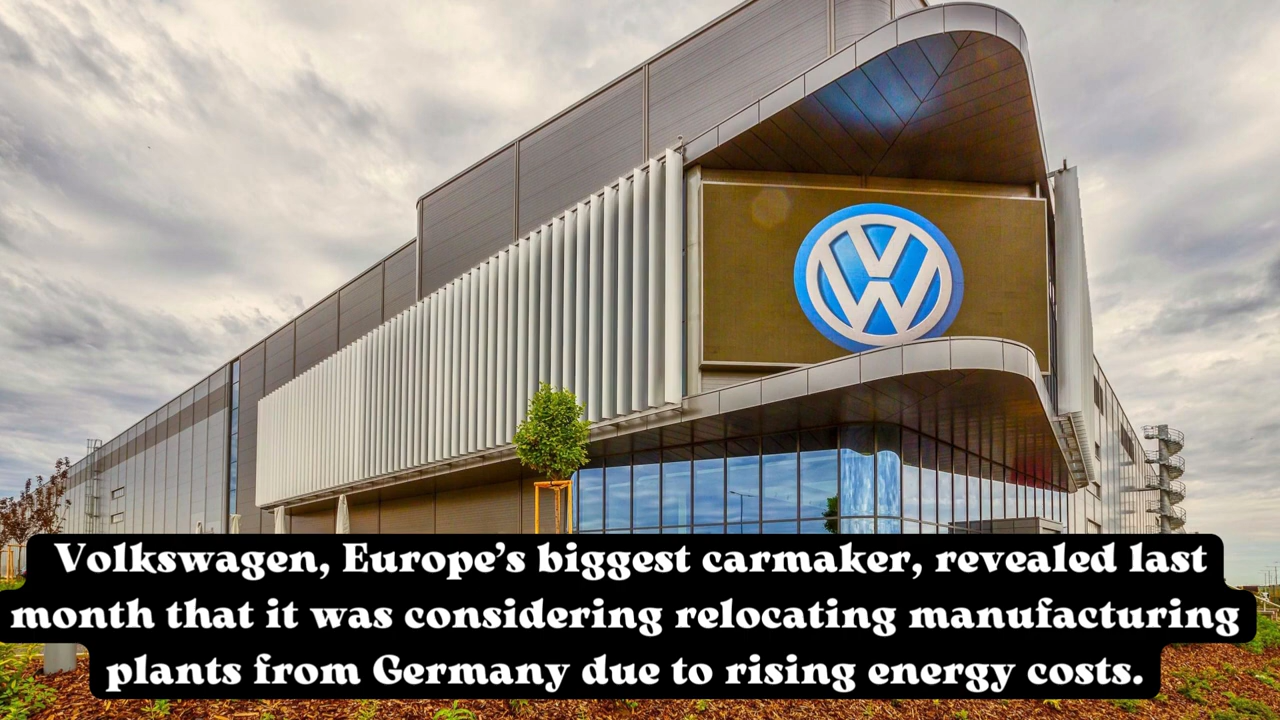 VW
Volkswagen, Europe’s biggest carmaker, revealed last
month that it was considering relocating manufacturing
plants from Germany due to rising energy costs.